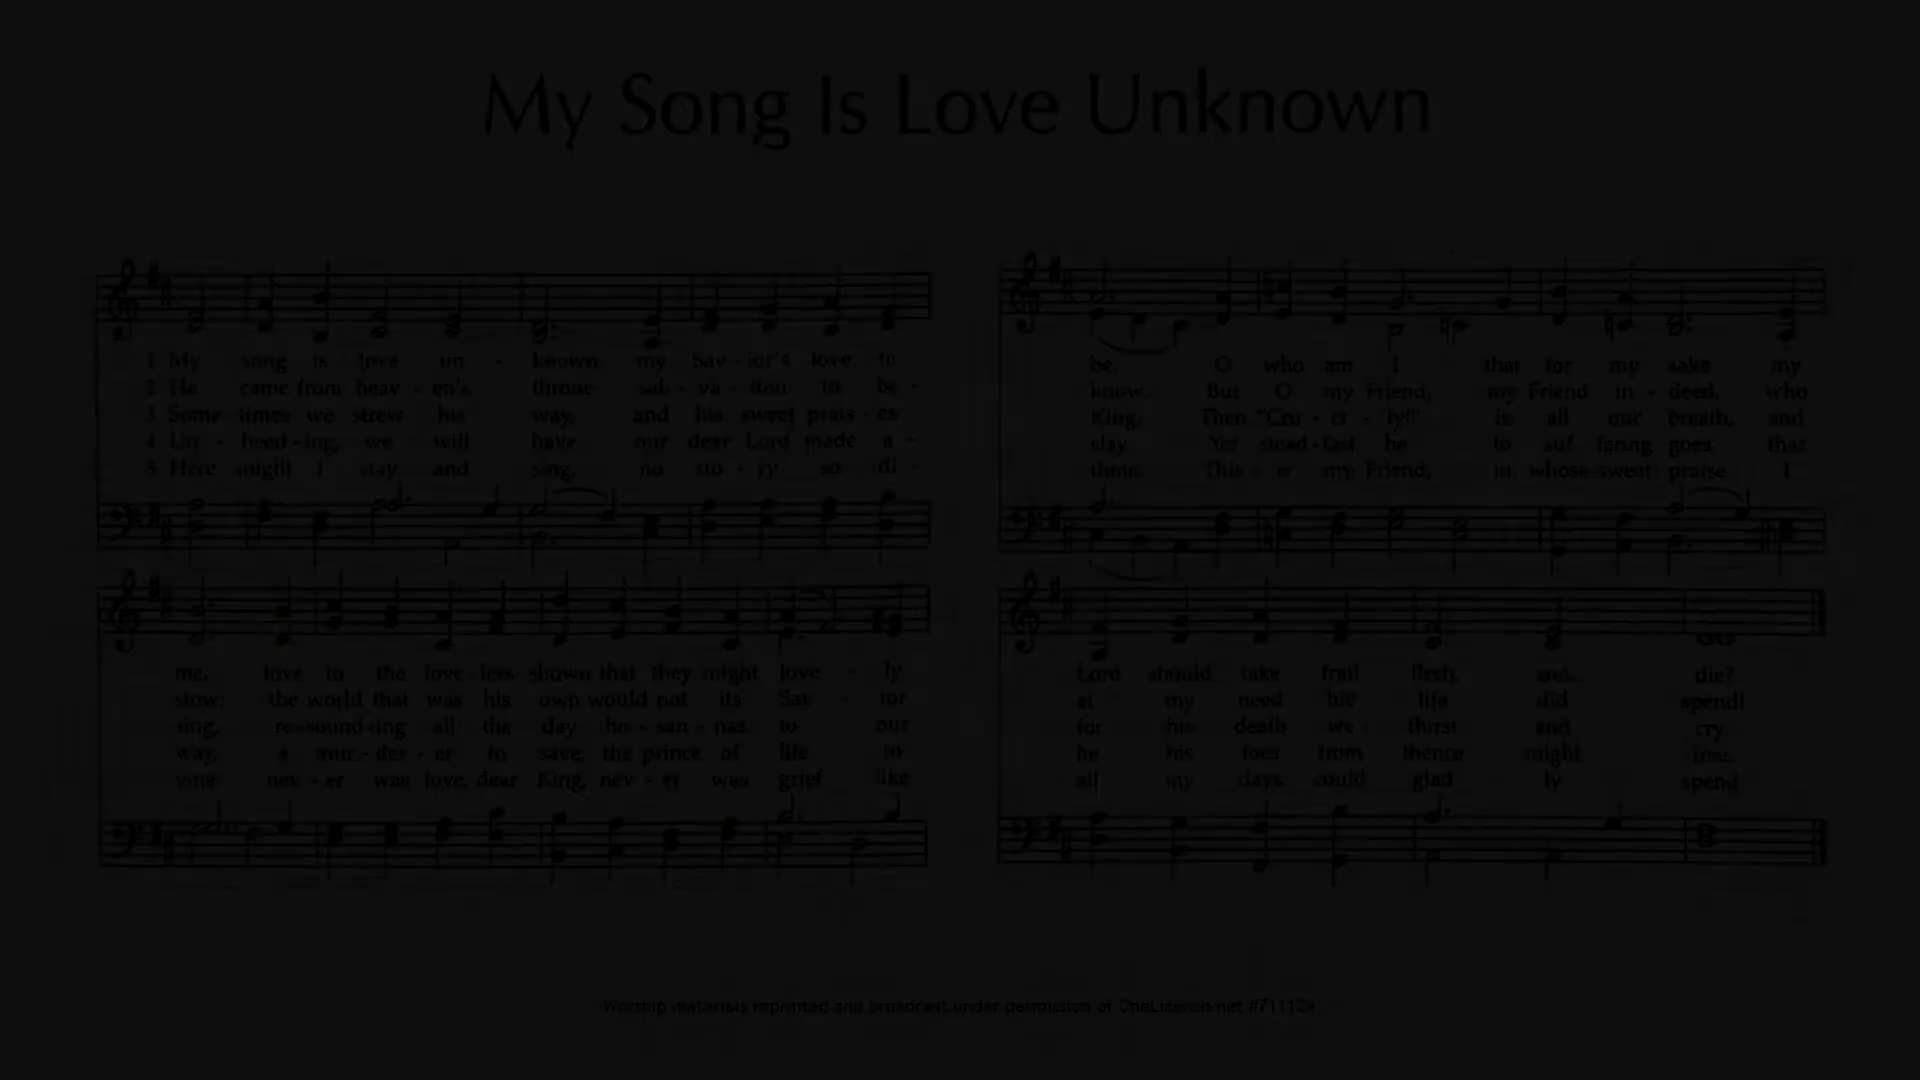 My Song Is Love Unknown
1 My song is love un - known, my Sav - ior's love to
2 He came from heav - en's throne sal - va - tion to be -
3 Some - times we strew his way, and his sweet prais - es
4 Un - heed - ing, we will have our dear Lord made a -
5 Here might I stay and sing, no sto - ry so di -
me, love to the love - less shown that they might love - ly
stow; the world that was his own would not its Sav - ior
sing, re - sound - ing all the day ho - san - nas to our
way, a mur - der - er to save, the prince of life to
vine: nev - er was love, dear King, nev - er was grief like
be. O who am I that for my sake my
know. But O my Friend, my Friend in - deed, who
King. Then "Cru - ci - fy!" is all our breath, and
slay. Yet stead - fast he to suf - fering goes, that
thine. This is my Friend, in whose sweet praise I
Lord should take frail flesh, and die?
at my need his life did spend!
for his death we thirst and cry.
he his foes from thence might free.
all my days could glad - ly spend
Worship materials reprinted and broadcast under permission of OneLicense.net